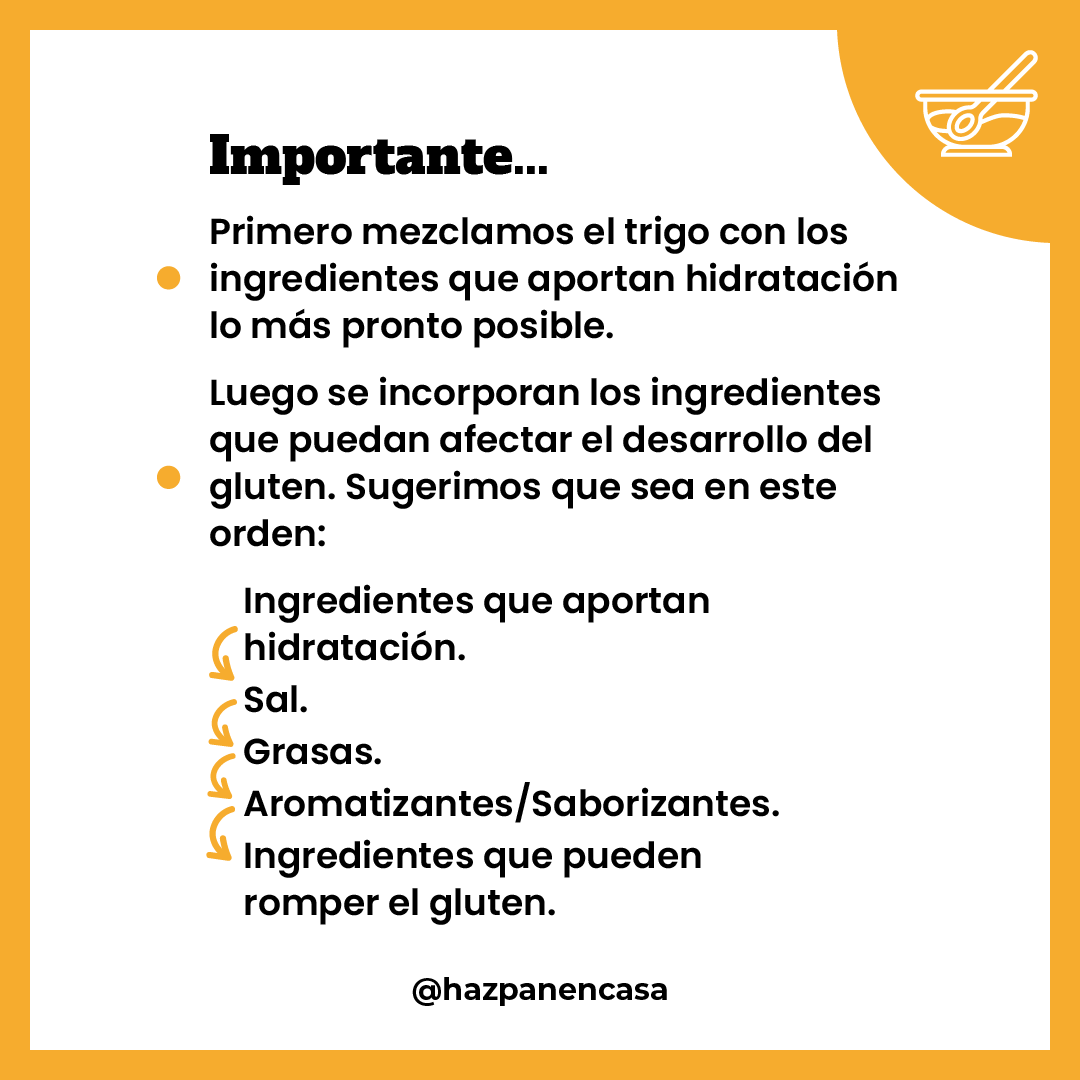 Importante...
Primero mezclamos el trigo con los
ingredientes que aportan hidratación
lo más pronto posible.
Luego se incorporan los ingredientes
que puedan afectar el desarrollo del
gluten. Sugerimos que sea en este
orden:
Ingredientes que aportan
hidratación.
Sal.
Grasas.
Aromatizantes/Saborizantes.
Ingredientes que pueden
romper el gluten.
@hazpanencasa